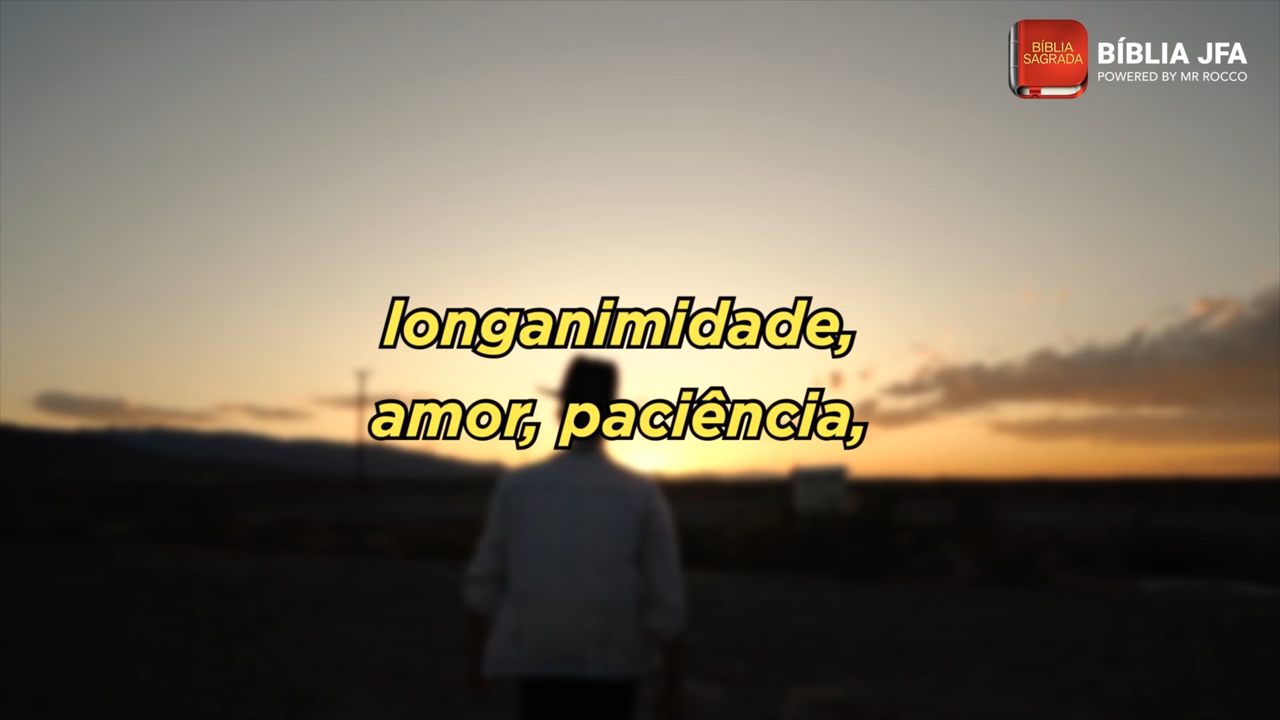 BÍBLIA
SAGRADA
BÍBLIA JFA
POWERED BY MR ROCCO
longanimidade,
amor, paciência,